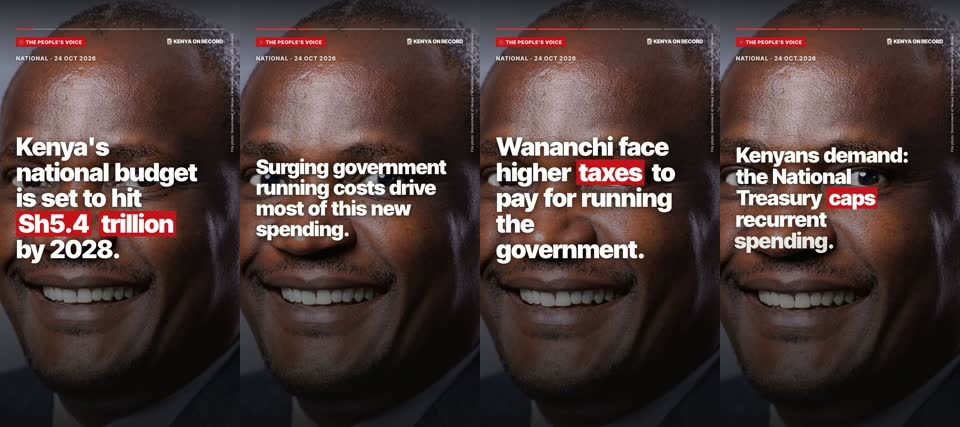 THE PEOPLE'S VOICE
KENYA ON RECORD
NATIONAL · 24 OCT 2026
Kenya's
national budget
is set to hit
Sh5.4 trillion
by 2028.
THE PEOPLE'S VOICE
KENYA ON RECORD
NATIONAL · 24 OCT 2026
Surging government
running costs drive
most of this new
spending.
THE PEOPLE'S VOICE
KENYA ON RECORD
NATIONAL · 24 OCT 2026
Wananchi face
higher taxes to
pay for running
the
government.
THE PEOPLE'S VOICE
KENYA ON RECORD
NATIONAL · 24 OCT 2026
Kenyans demand:
the National
Treasury caps
recurrent
spending.